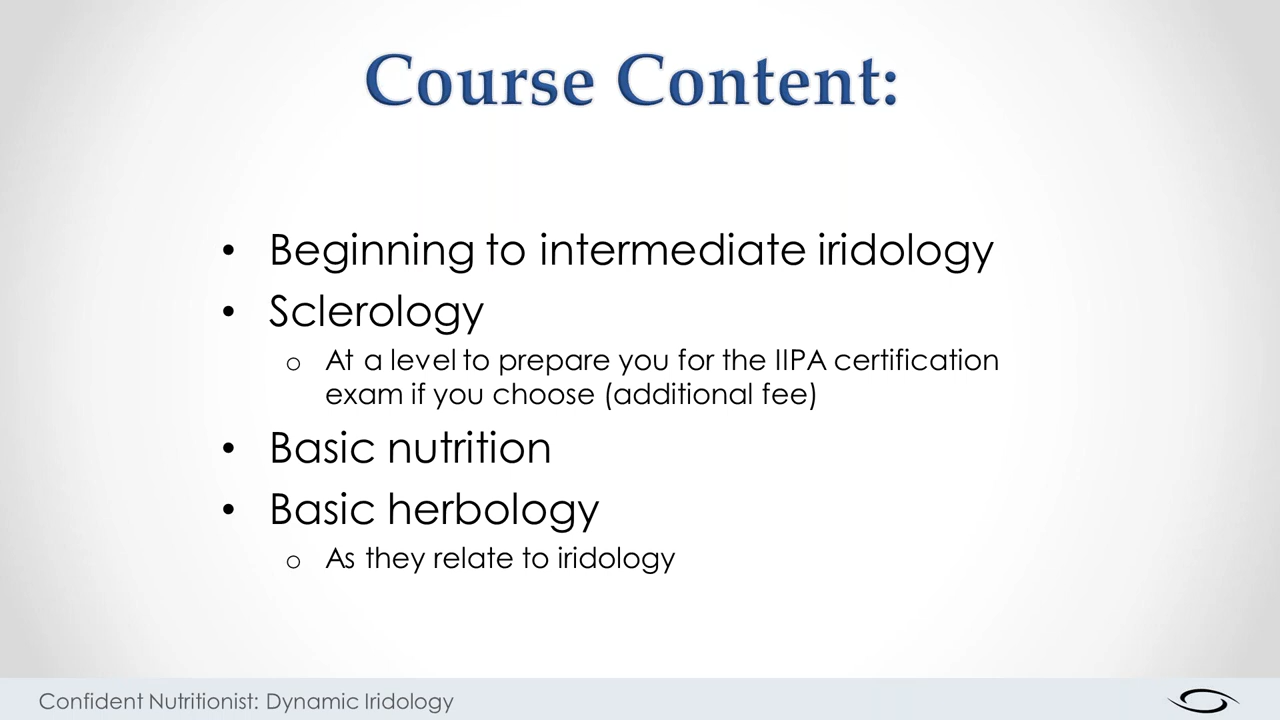 Course Content:
• Beginning to intermediate iridology
• Sclerology
o At a level to prepare you for the IIPA certification
exam if you choose (additional fee)
• Basic nutrition
• Basic herbology
o As they relate to iridology
Confident Nutritionist: Dynamic Iridology